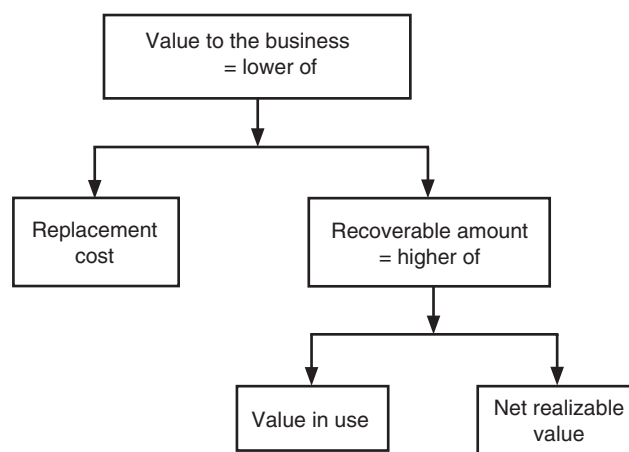 Value to the business
= lower of
Replacement
cost
Recoverable amount
= higher of
Value in use
Net realizable
value